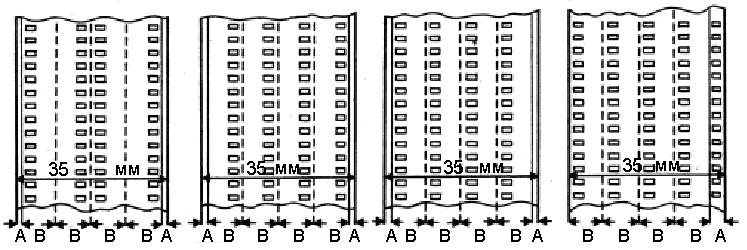 35 мм 35 мм 35 мм 35 мм
А В В В В А А В В В В А А В В В В А В В В В А